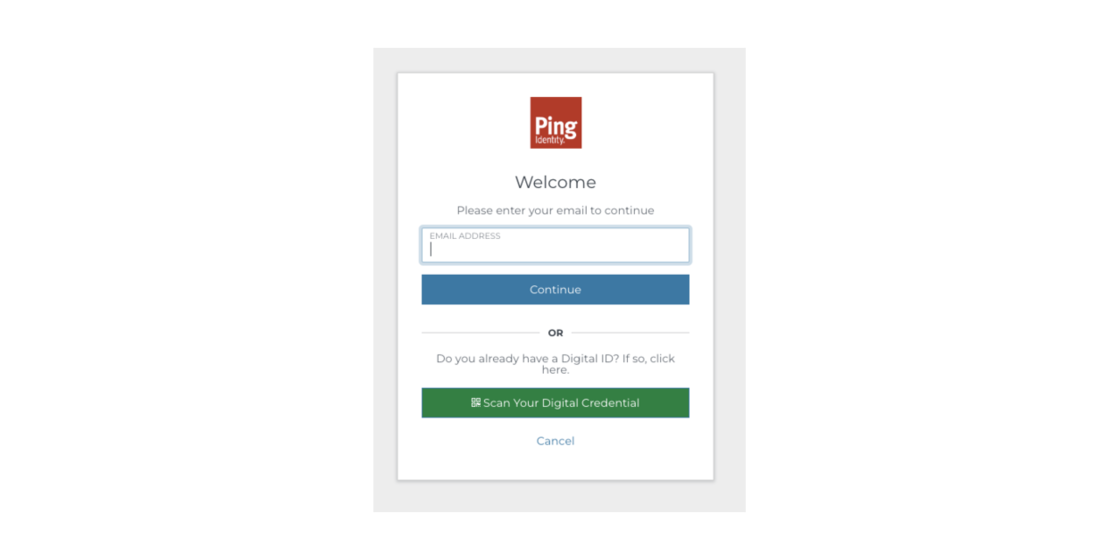 Ping
Identity.
Welcome
Please enter your email to continue
EMAIL ADDRESS
Continue
OR
Do you already have a Digital ID? If so, click
here.
Scan Your Digital Credential
Cancel